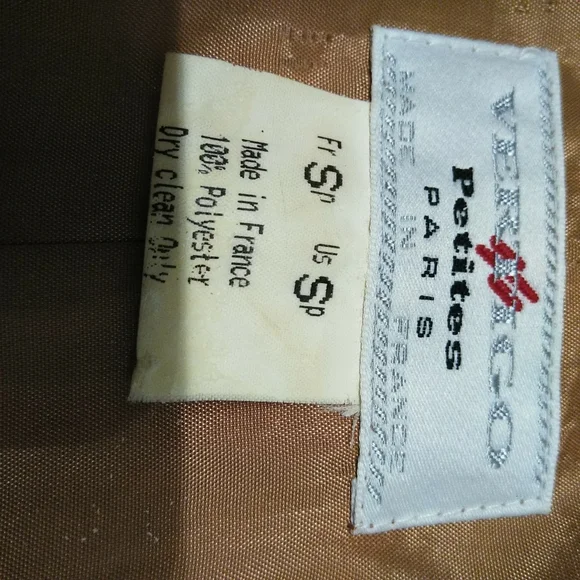 VERTIGO
Petites
PARIS
MADE IN FRANCE
Fr Sp Us Sp
Made in France
100% Polyester
Dry clean Only